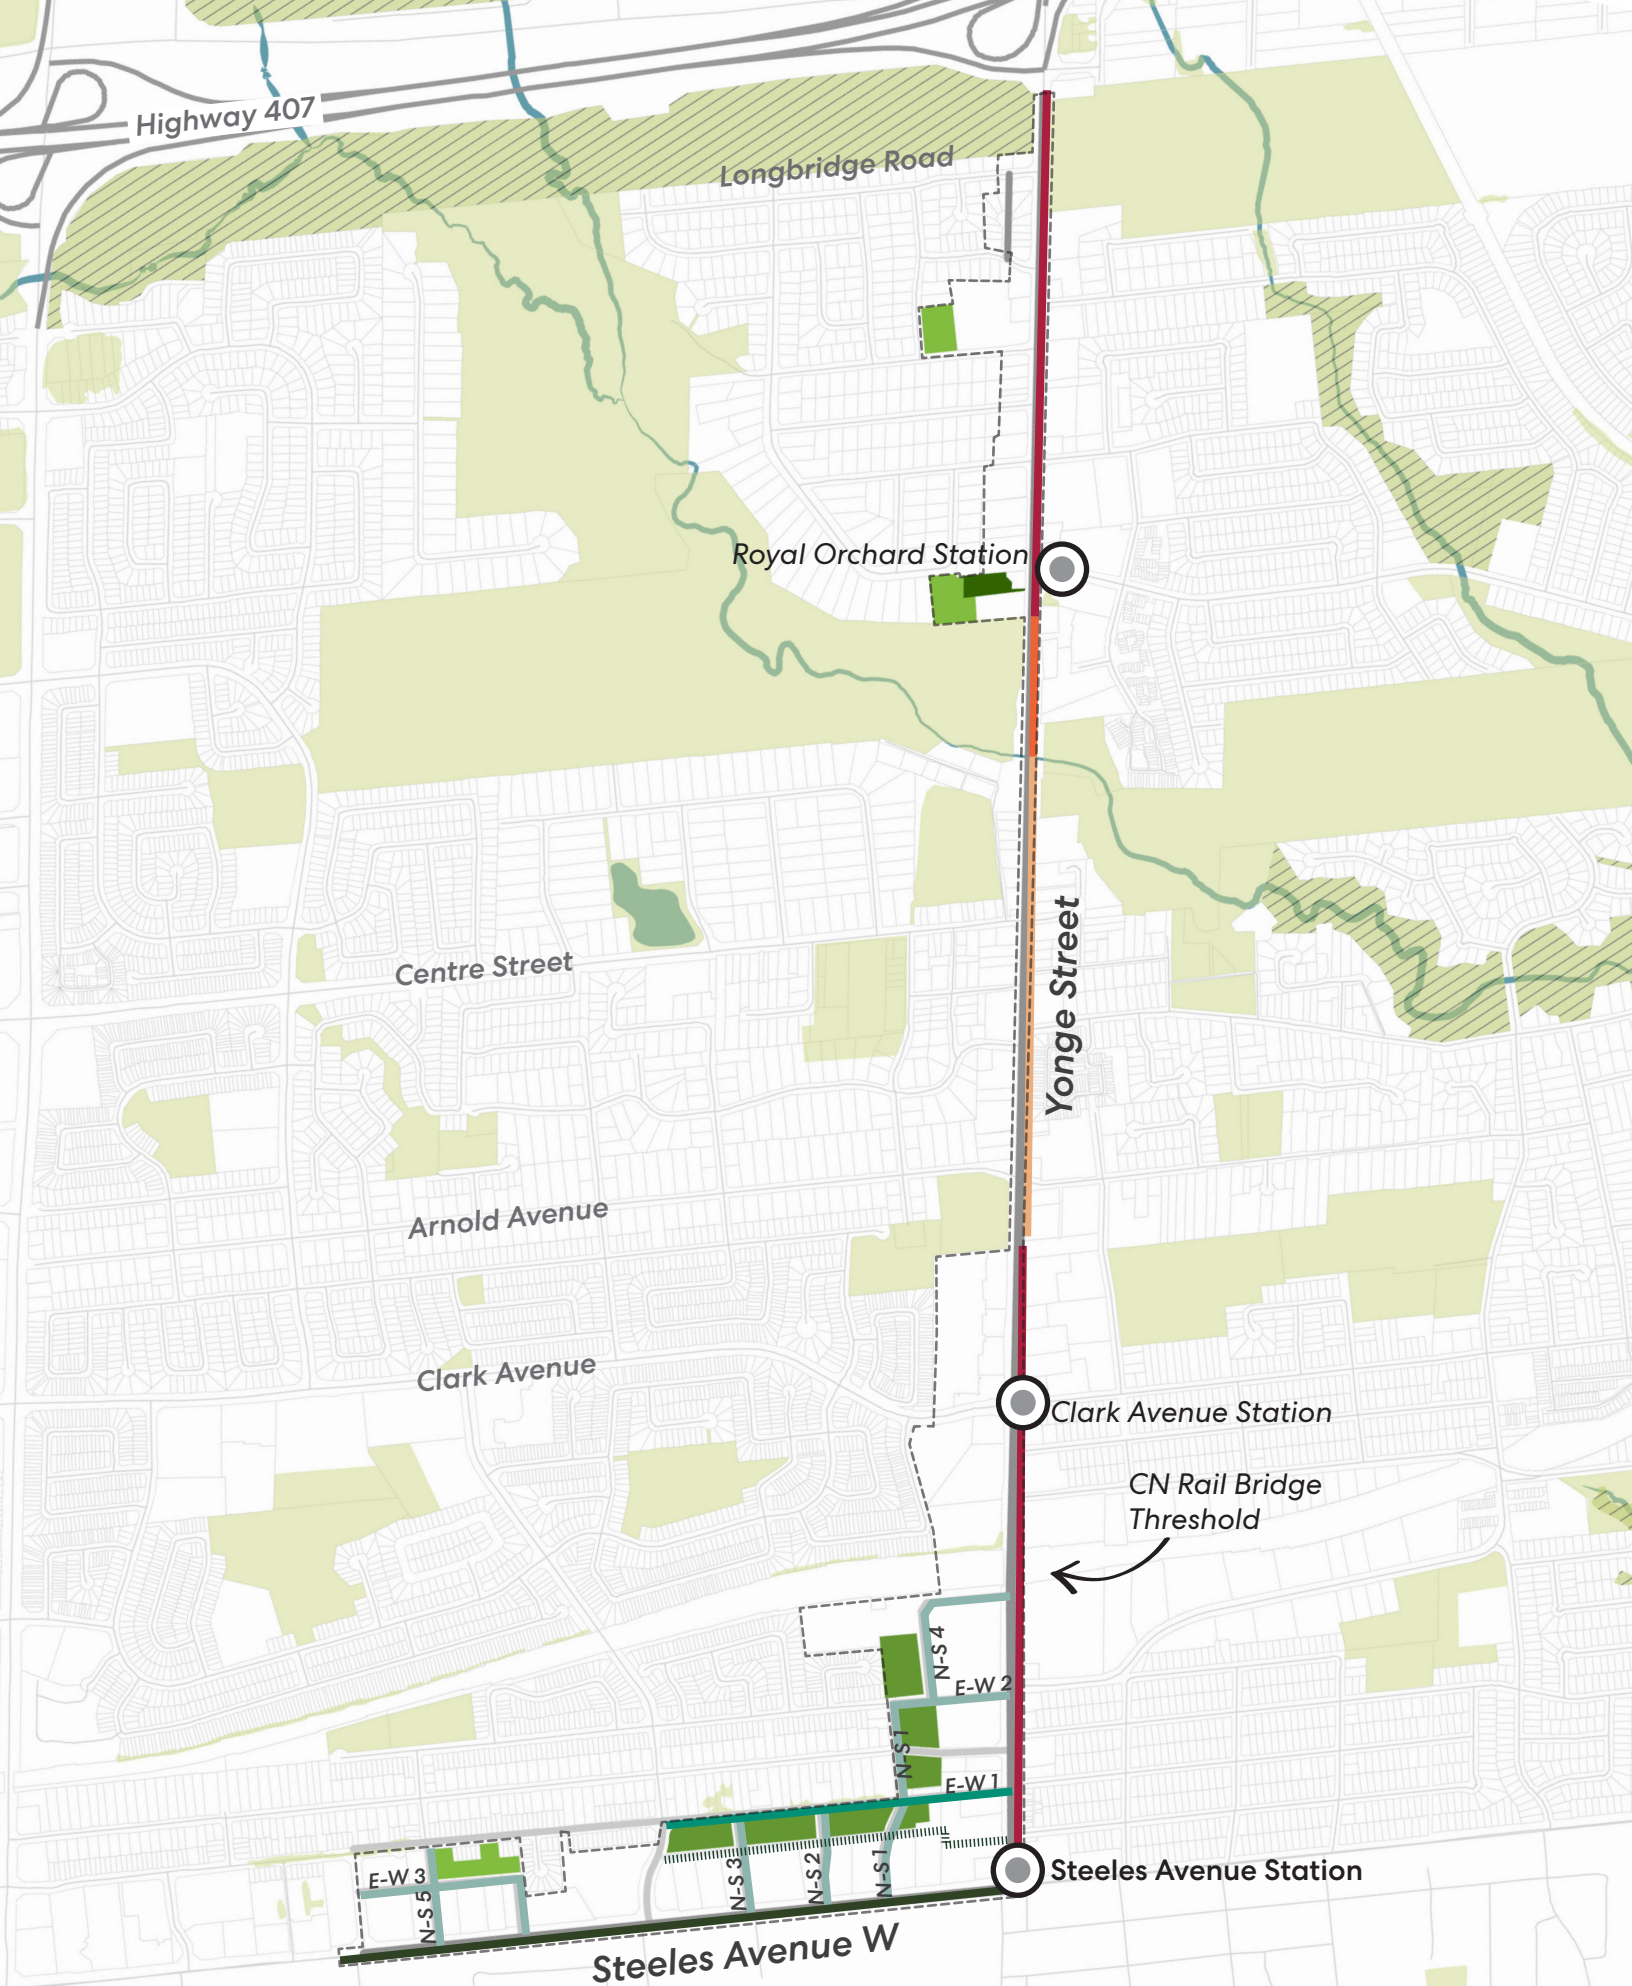 Highway 407
Longbridge Road
Royal Orchard Station
Yonge Street
Centre Street
Arnold Avenue
Clark Avenue
Clark Avenue Station
CN Rail Bridge
Threshold
N-S 4
E-W 2
N-S 1
E-W 1
E-W 3
N-S 5
N-S 3
N-S 2
N-S 1
Steeles Avenue Station
Steeles Avenue W